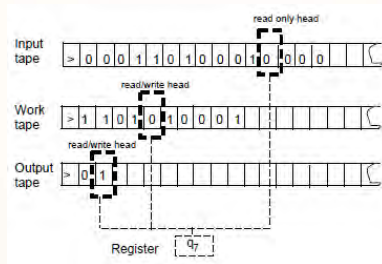 read only head
Input tape
> 0 0 0 1 1 0 1 0 0 0 1 0 0 0 0
read/write head
Work tape
> 1 1 0 1 0 1 0 0 0 1
read/write head
Output tape
> 0 1
Register q7